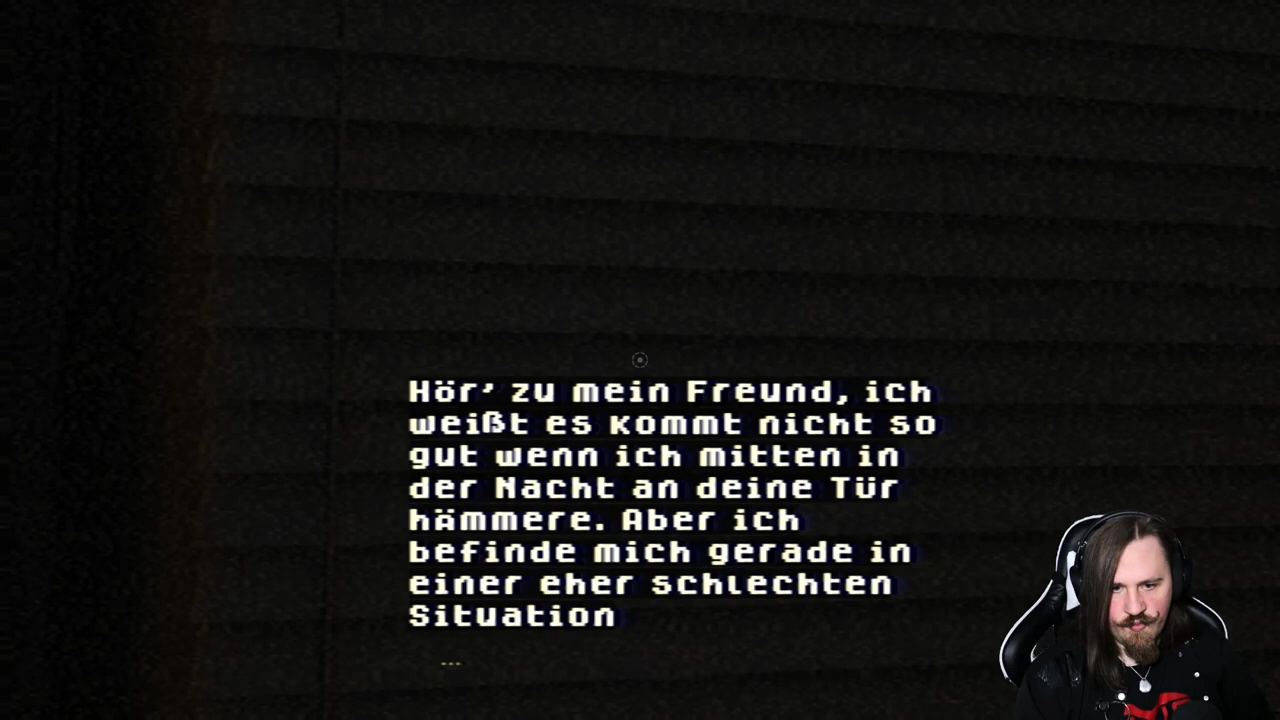 Hör' zu mein Freund, ich
weißt es kommt nicht so
gut wenn ich mitten in
der Nacht an deine Tür
hämmere. Aber ich
befinde mich gerade in
einer eher schlechten
Situation
...